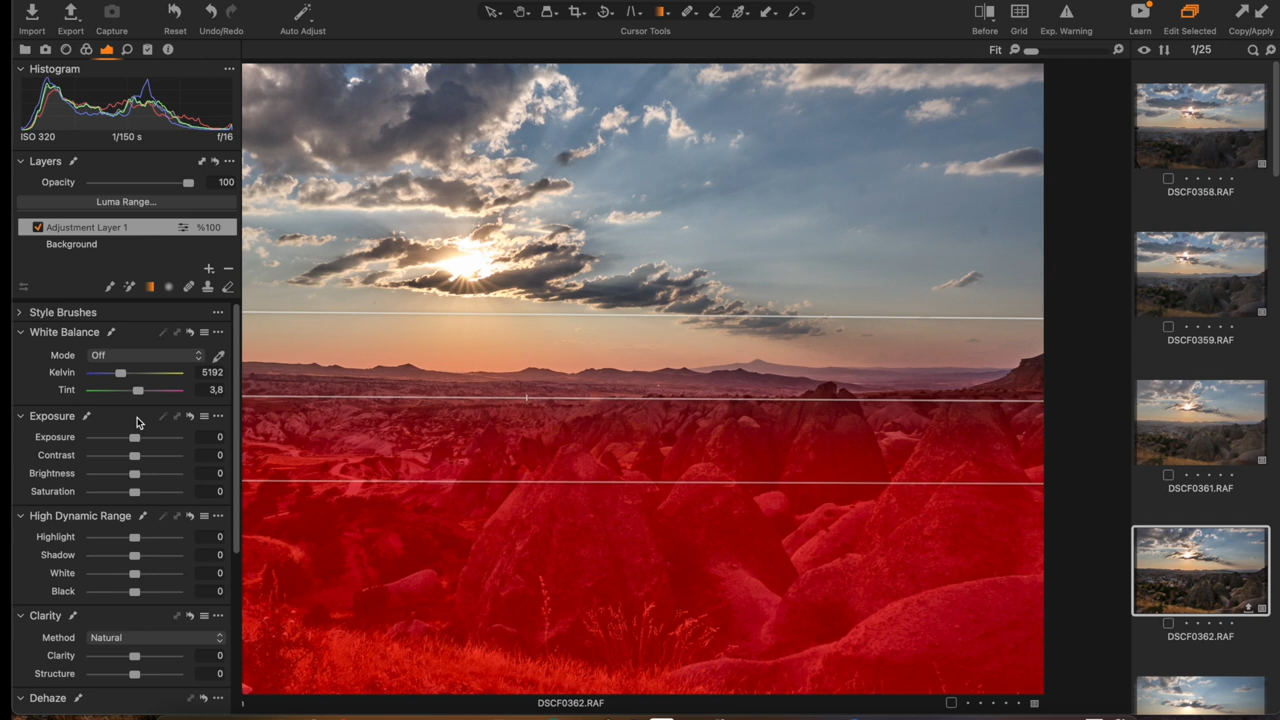 Import Export Capture Reset Undo/Redo Auto Adjust Cursor Tools Before Grid Exp. Warning Learn Edit Selected Copy/Apply
Fit 1/25
Histogram
ISO 320 1/150 s f/16
Layers
Opacity 100
Luma Range...
Adjustment Layer 1 %100
Background
Style Brushes
White Balance
Mode Off
Kelvin 5192
Tint 3,8
Exposure
Exposure 0
Contrast 0
Brightness 0
Saturation 0
High Dynamic Range
Highlight 0
Shadow 0
White 0
Black 0
Clarity
Method Natural
Clarity 0
Structure 0
Dehaze
DSCF0362.RAF
DSCF0358.RAF
DSCF0359.RAF
DSCF0361.RAF
DSCF0362.RAF